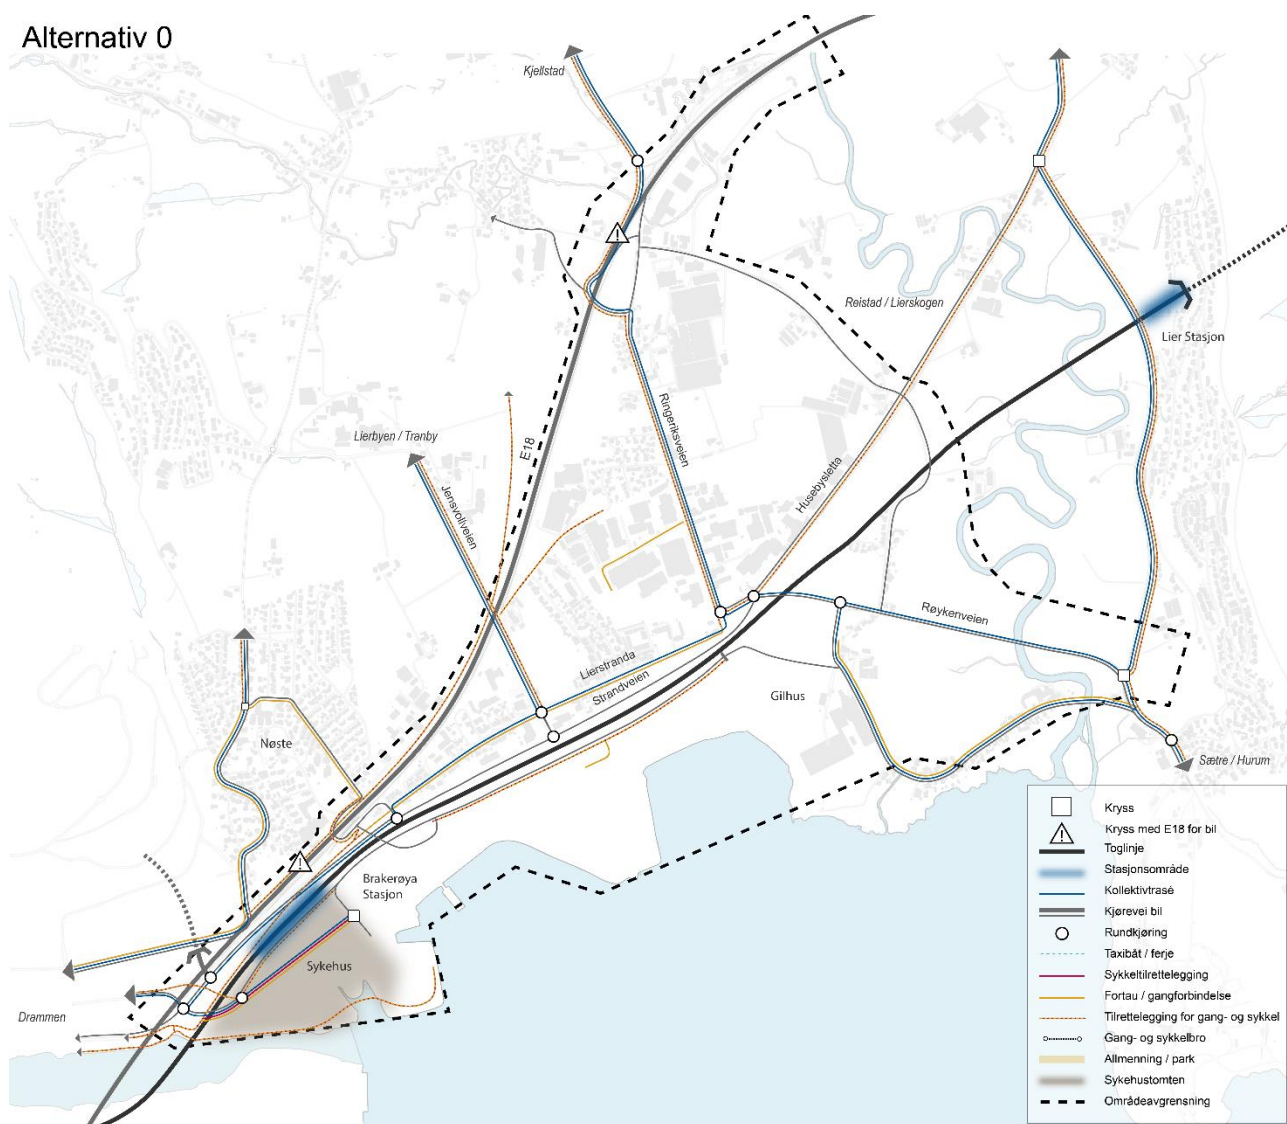 Alternativ 0
Kjellstad
Reistad / Lierskogen
Lier Stasjon
Ringeriksveien
E18
Lierbyen / Tranby
Jensvollveien
Husebysletta
Røykenveien
Lierstranda
Strandveien
Gilhus
Nøste
Sætre / Hurum
Brakerøya
Stasjon
Sykehus
Drammen
Kryss
Kryss med E18 for bil
Toglinje
Stasjonsområde
Kollektivtrasé
Kjørevei bil
Rundkjøring
Taxibåt / ferje
Sykkeltilrettelegging
Fortau / gangforbindelse
Tilrettelegging for gang- og sykkel
Gang- og sykkelbro
Allmenning / park
Sykehustomten
Områdeavgrensning